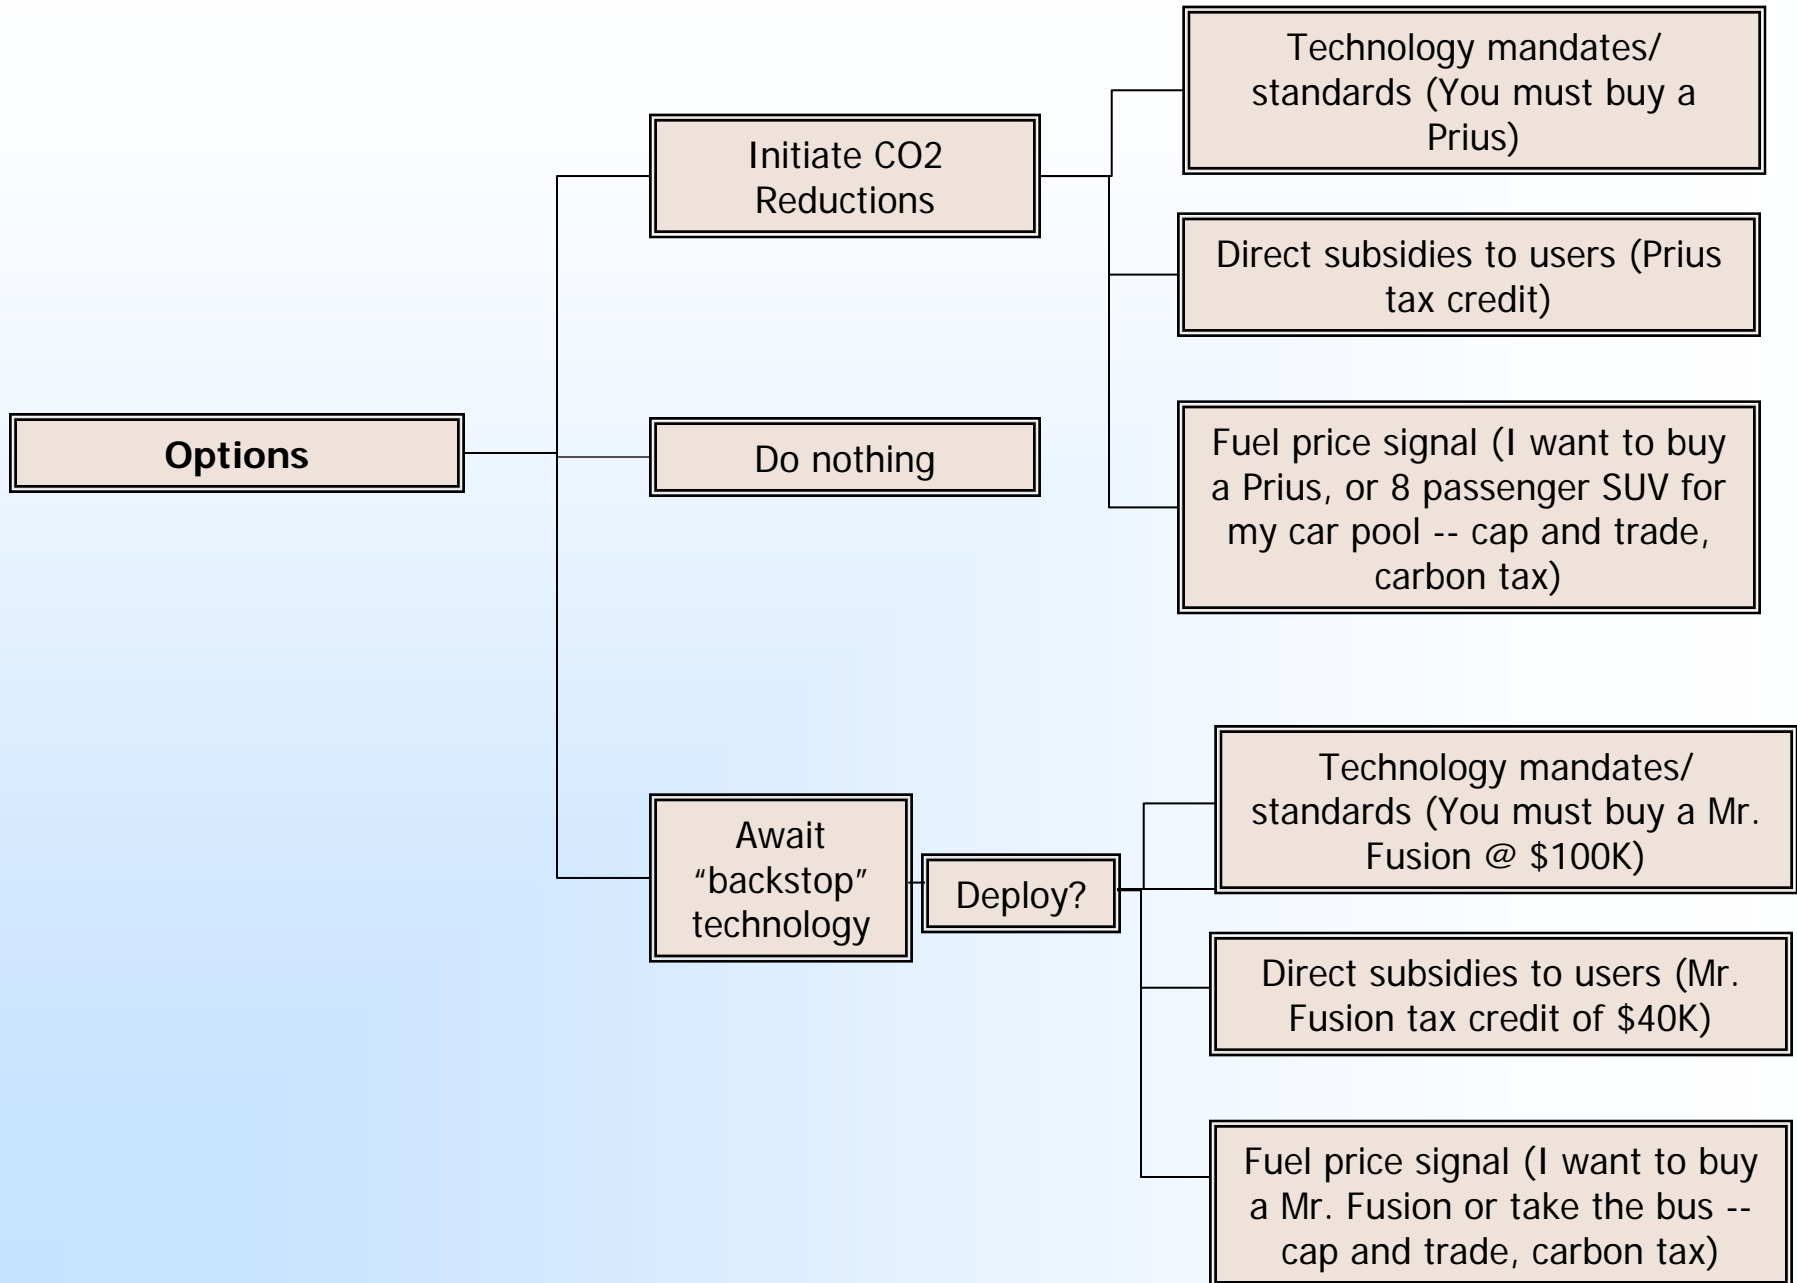 Options
Initiate CO2
Reductions
Technology mandates/
standards (You must buy a
Prius)
Direct subsidies to users (Prius
tax credit)
Fuel price signal (I want to buy
a Prius, or 8 passenger SUV for
my car pool -- cap and trade,
carbon tax)
Do nothing
Await
“backstop”
technology
Deploy?
Technology mandates/
standards (You must buy a Mr.
Fusion @ $100K)
Direct subsidies to users (Mr.
Fusion tax credit of $40K)
Fuel price signal (I want to buy
a Mr. Fusion or take the bus --
cap and trade, carbon tax)